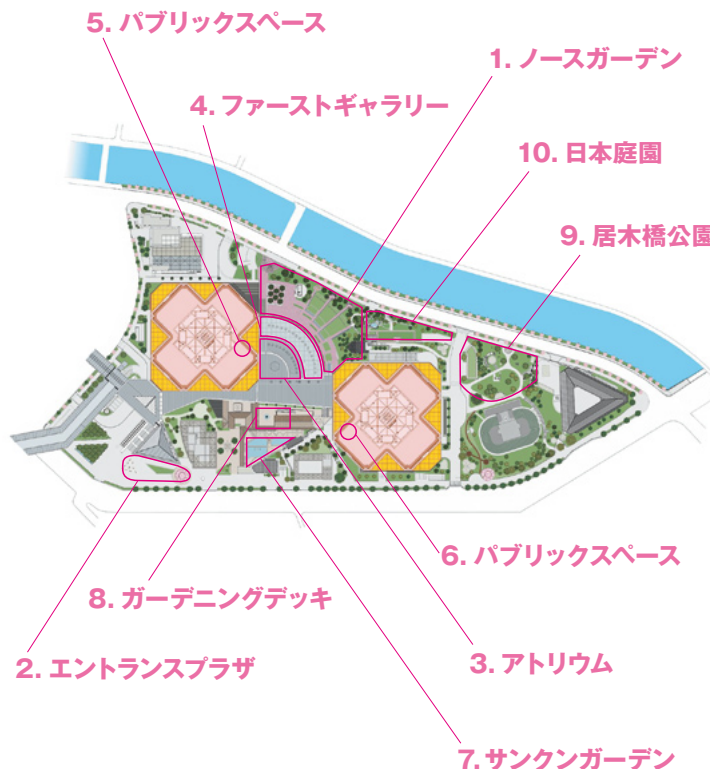 5. パブリックスペース
1. ノースガーデン
4. ファーストギャラリー
10. 日本庭園
9. 居木橋公園
6. パブリックスペース
8. ガーデニングデッキ
2. エントランスプラザ
3. アトリウム
7. サンクンガーデン